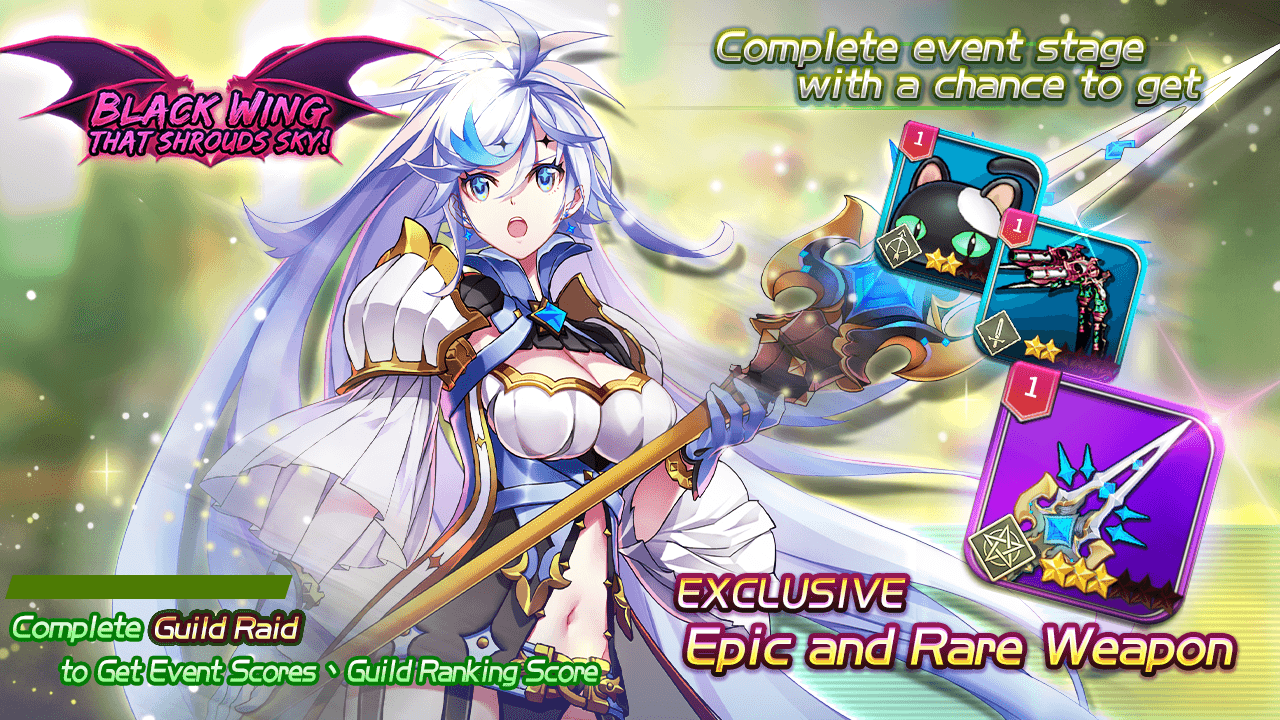 BLACK WING
THAT SHROUDS SKY!
Complete event stage
with a chance to get
1
1
1
EXCLUSIVE
Epic and Rare Weapon
Complete Guild Raid
to Get Event Scores、Guild Ranking Score